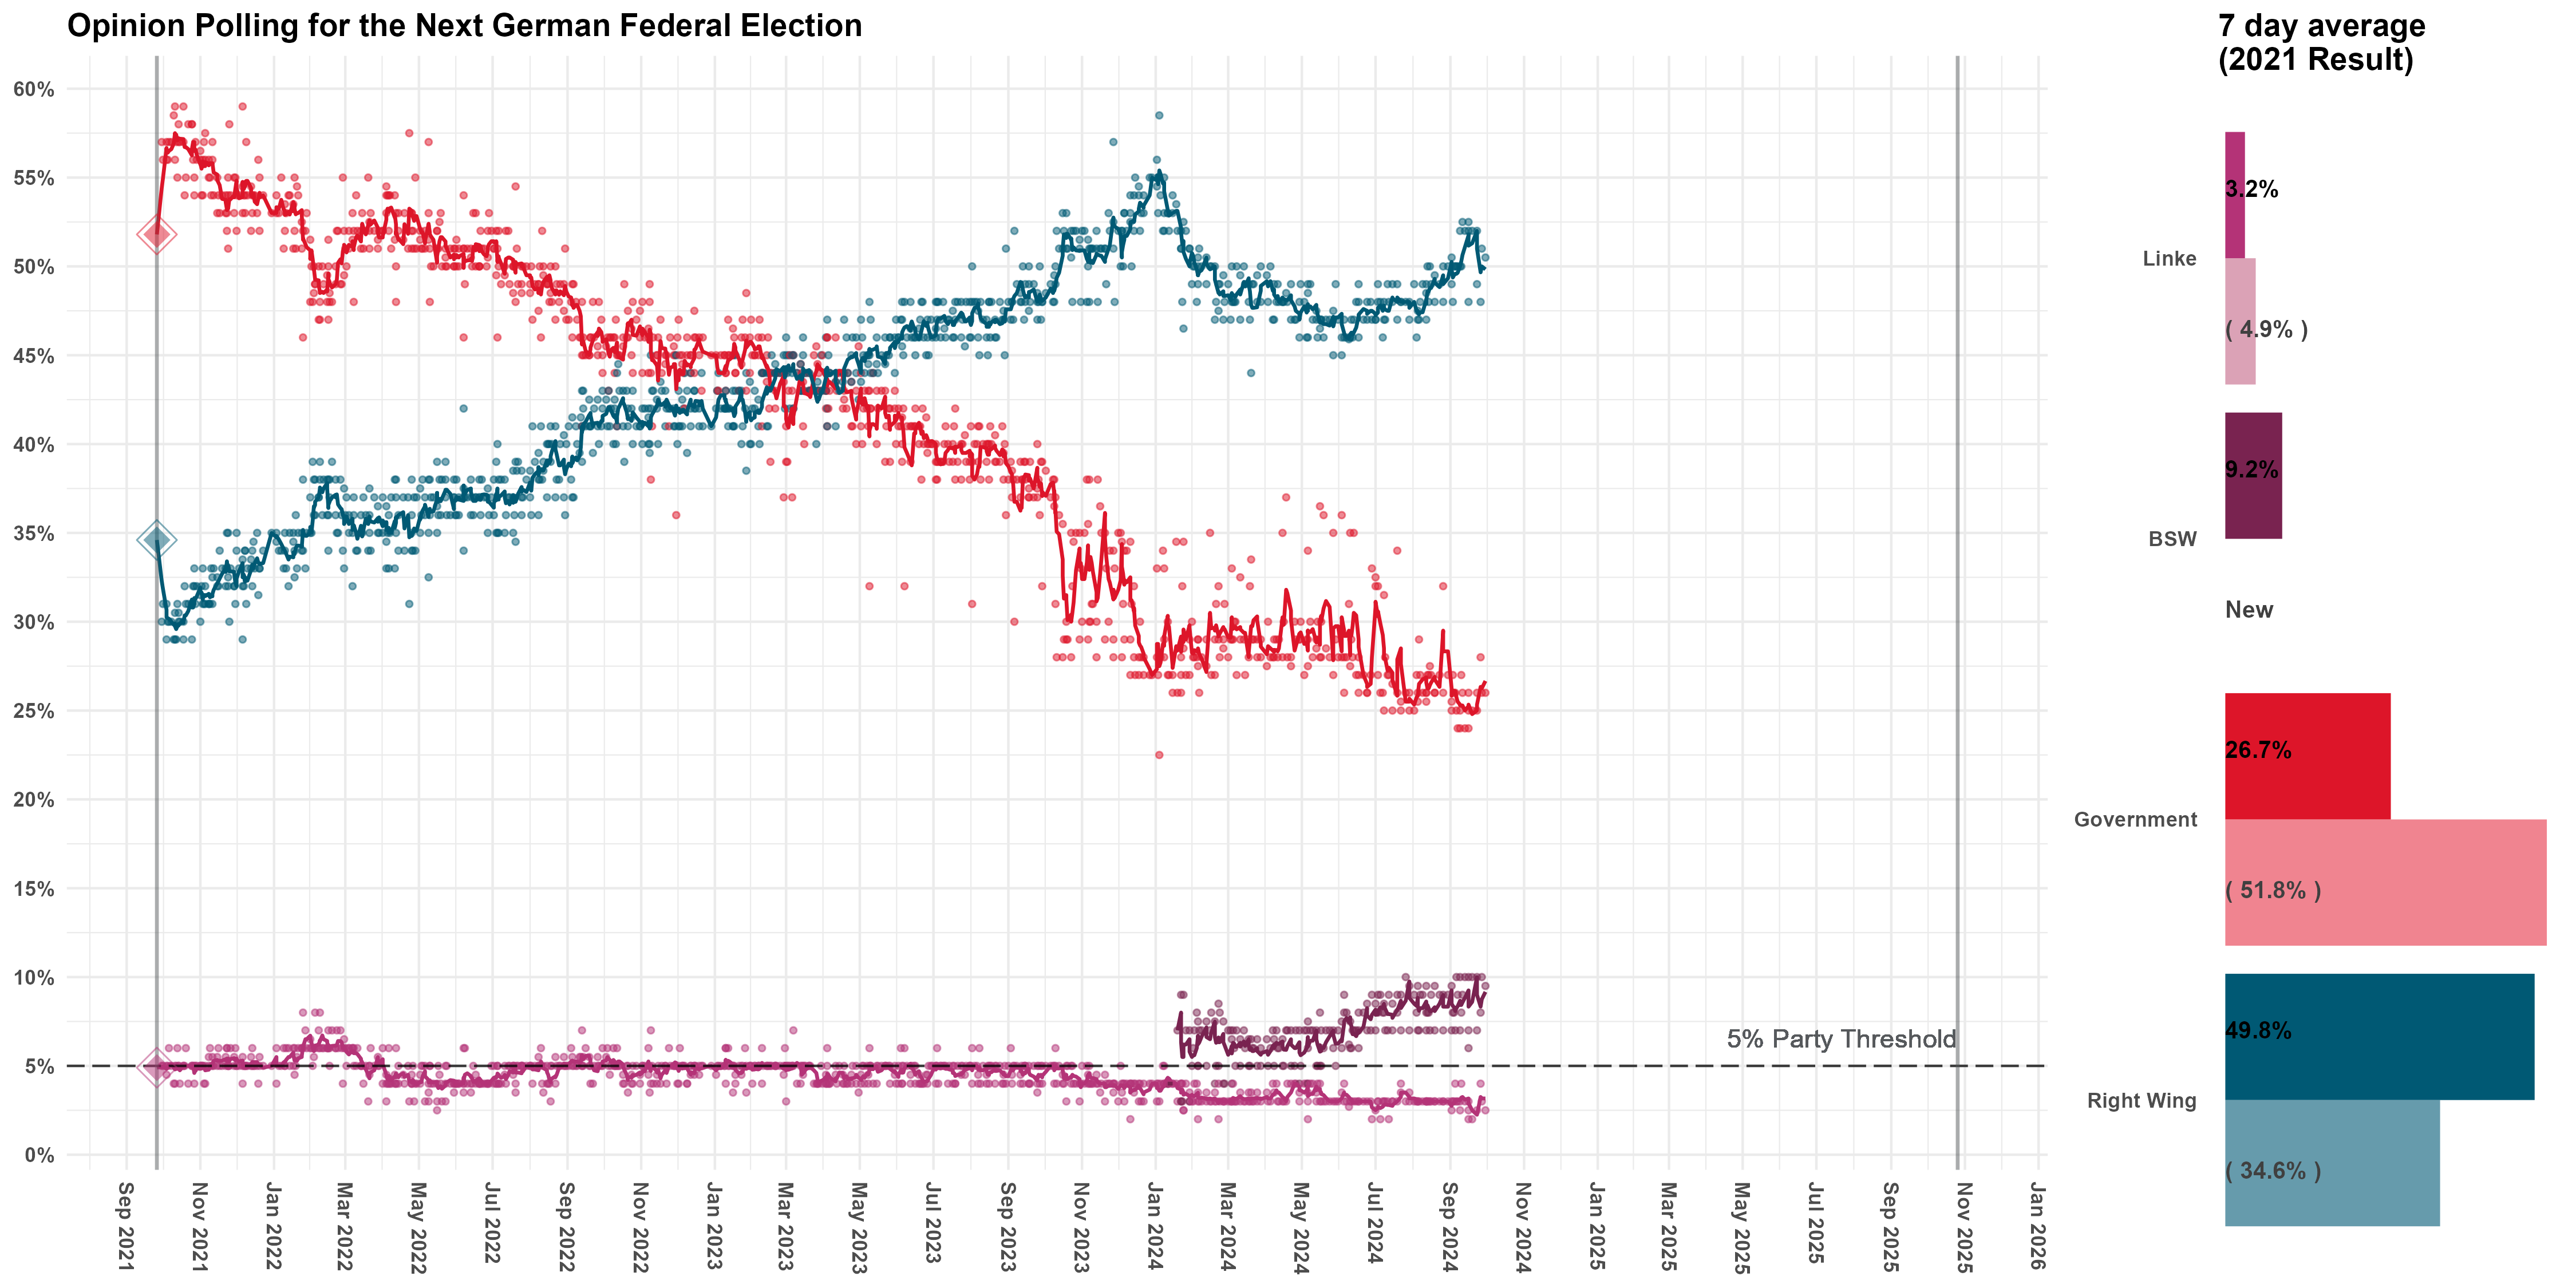 Opinion Polling for the Next German Federal Election
7 day average
(2021 Result)
60%
55%
50%
45%
40%
35%
30%
25%
20%
15%
10%
5%
0%
5% Party Threshold
Sep 2021
Nov 2021
Jan 2022
Mar 2022
May 2022
Jul 2022
Sep 2022
Nov 2022
Jan 2023
Mar 2023
May 2023
Jul 2023
Sep 2023
Nov 2023
Jan 2024
Mar 2024
May 2024
Jul 2024
Sep 2024
Nov 2024
Jan 2025
Mar 2025
May 2025
Jul 2025
Sep 2025
Nov 2025
Jan 2026
Linke
3.2%
( 4.9% )
BSW
9.2%
New
Government
26.7%
( 51.8% )
Right Wing
49.8%
( 34.6% )